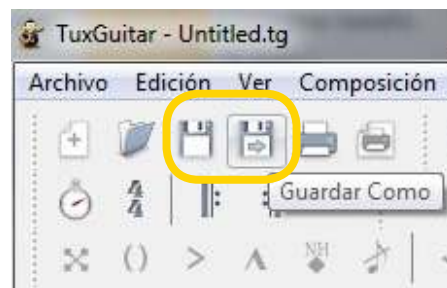 TuxGuitar - Untitled.tg
Archivo Edición Ver Composición
4
4
Guardar Como
NH